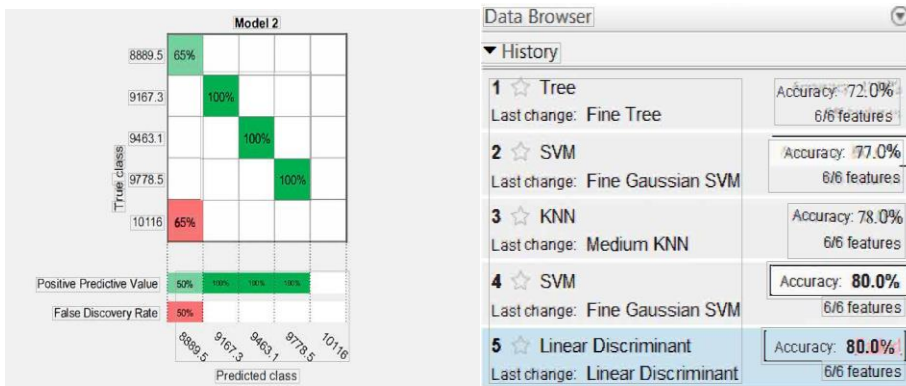 Model 2
True class
8889.5
65%
9167.3
100%
9463.1
100%
9778.5
100%
10116
65%
Positive Predictive Value
50%
100%
100%
100%
False Discovery Rate
50%
8889.5
9167.3
9463.1
9778.5
10116
Predicted class
Data Browser
History
1 Tree
Accuracy: 72.0%
Last change: Fine Tree
6/6 features
2 SVM
Accuracy: 77.0%
Last change: Fine Gaussian SVM
6/6 features
3 KNN
Accuracy: 78.0%
Last change: Medium KNN
6/6 features
4 SVM
Accuracy: 80.0%
Last change: Fine Gaussian SVM
6/6 features
5 Linear Discriminant
Accuracy: 80.0%
Last change: Linear Discriminant
6/6 features